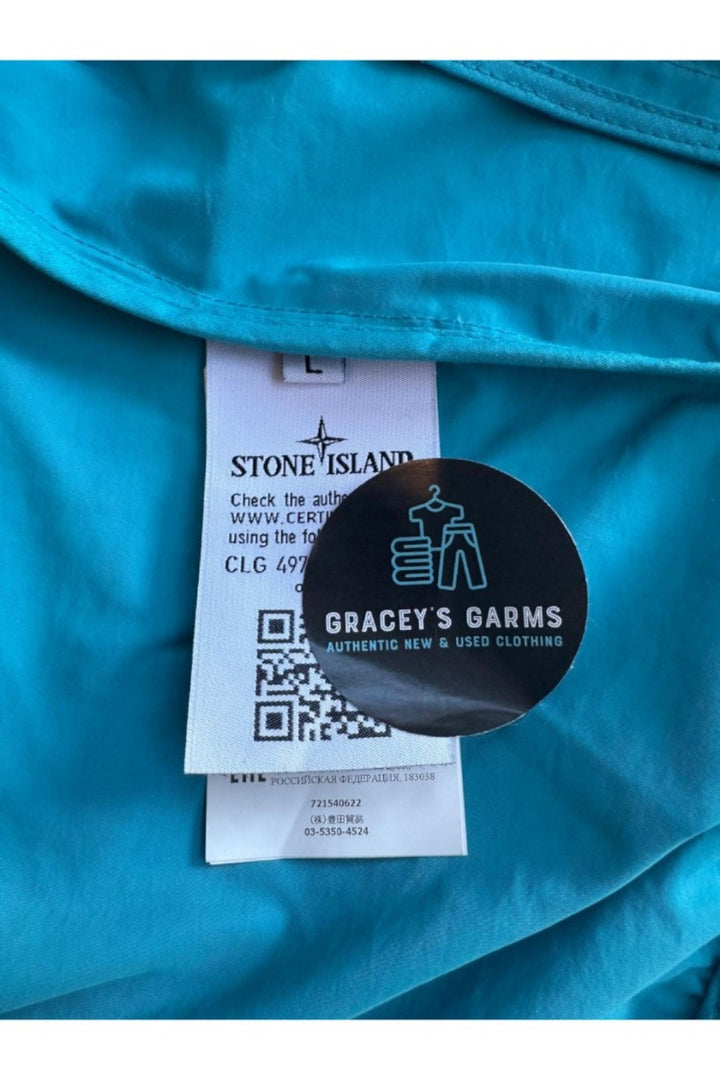 L
STONE ISLAND
Check the authe
WWW.CERTI
using the fo
CLG 497
GRACEY'S GARMS
AUTHENTIC NEW & USED CLOTHING
РОССИЙСКАЯ ФЕДЕРАЦИЯ, 183038
721540622
(株)豊田貿易
03-5350-4524